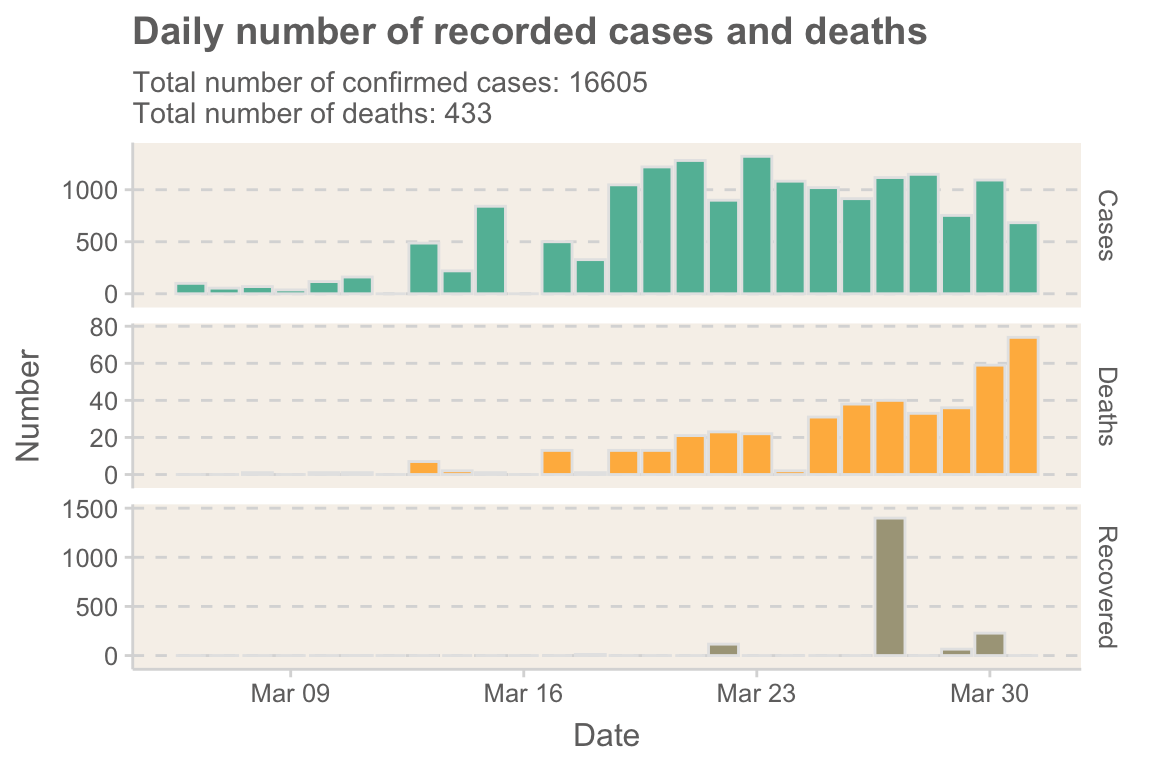 Daily number of recorded cases and deaths
Total number of confirmed cases: 16605
Total number of deaths: 433
1000
500
0
Cases
80
60
40
20
0
Deaths
1500
1000
500
0
Recovered
Number
Mar 09
Mar 16
Mar 23
Mar 30
Date